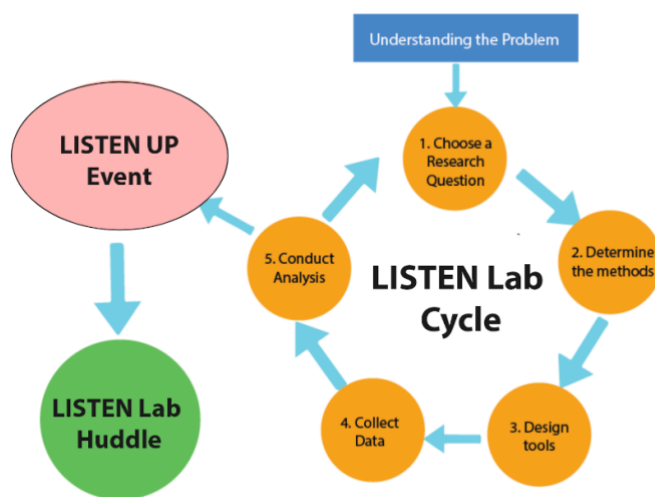 Understanding the Problem
1. Choose a
Research
Question
2. Determine
the methods
3. Design
tools
4. Collect
Data
5. Conduct
Analysis
LISTEN Lab
Cycle
LISTEN UP
Event
LISTEN Lab
Huddle